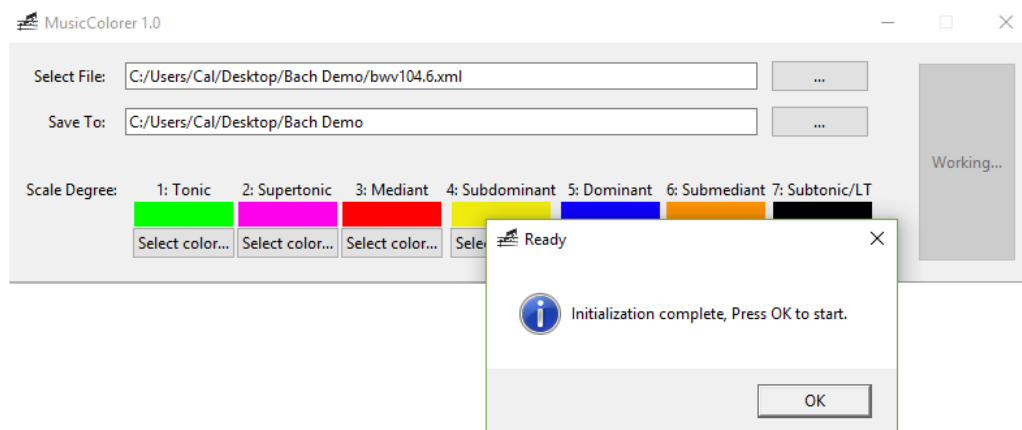 MusicColorer 1.0
Select File: C:/Users/Cal/Desktop/Bach Demo/bwv104.6.xml ...
Save To: C:/Users/Cal/Desktop/Bach Demo ...
Working...
Scale Degree: 1: Tonic 2: Supertonic 3: Mediant 4: Subdominant 5: Dominant 6: Submediant 7: Subtonic/LT
Select color... Select color... Select color... Sele
Ready
Initialization complete, Press OK to start.
OK